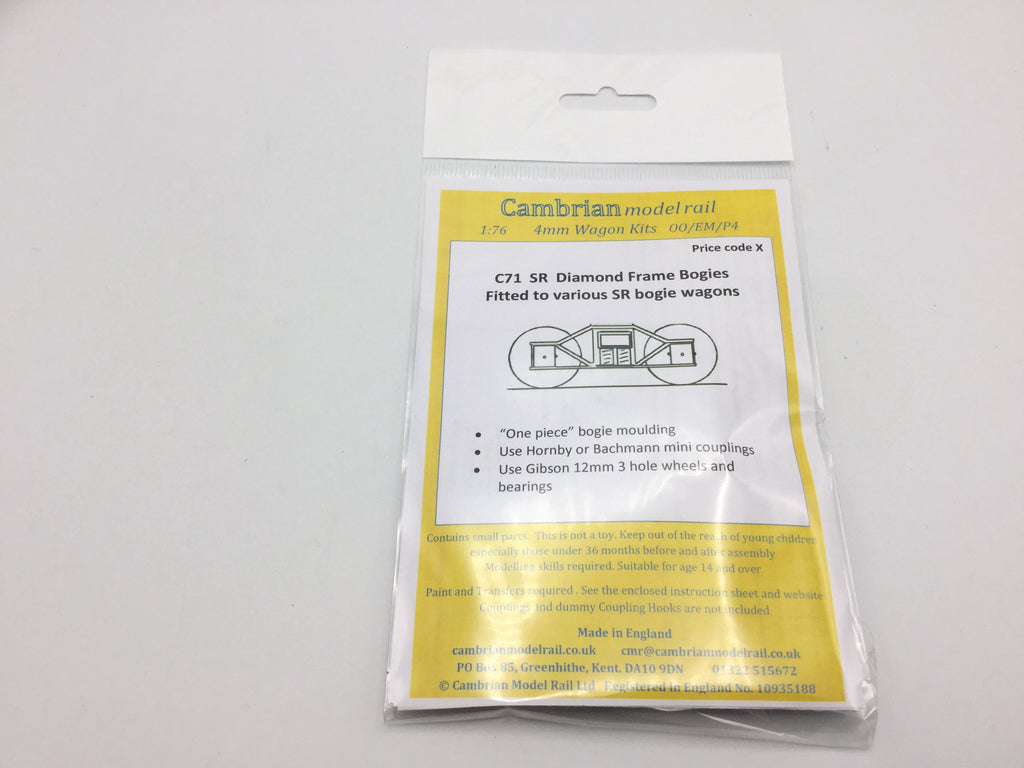 Cambrian model rail
1:76 4mm Wagon Kits OO/EM/P4
Price code X
C71 SR Diamond Frame Bogies
Fitted to various SR bogie wagons
• "One piece" bogie moulding
• Use Hornby or Bachmann mini couplings
• Use Gibson 12mm 3 hole wheels and
bearings
Contains small parts. This is not a toy. Keep out of the reach of young children
especially those under 36 months before and after assembly
Modelling skills required. Suitable for age 14 and over
Paint and Transfers required . See the enclosed instruction sheet and website
Couplings and dummy Coupling Hooks are not included
Made in England
cambrianmodelrail.co.uk cmr@cambrianmodelrail.co.uk
PO Box 85, Greenhithe, Kent. DA10 9DN 01322 515672
© Cambrian Model Rail Ltd Registered in England No. 10935188